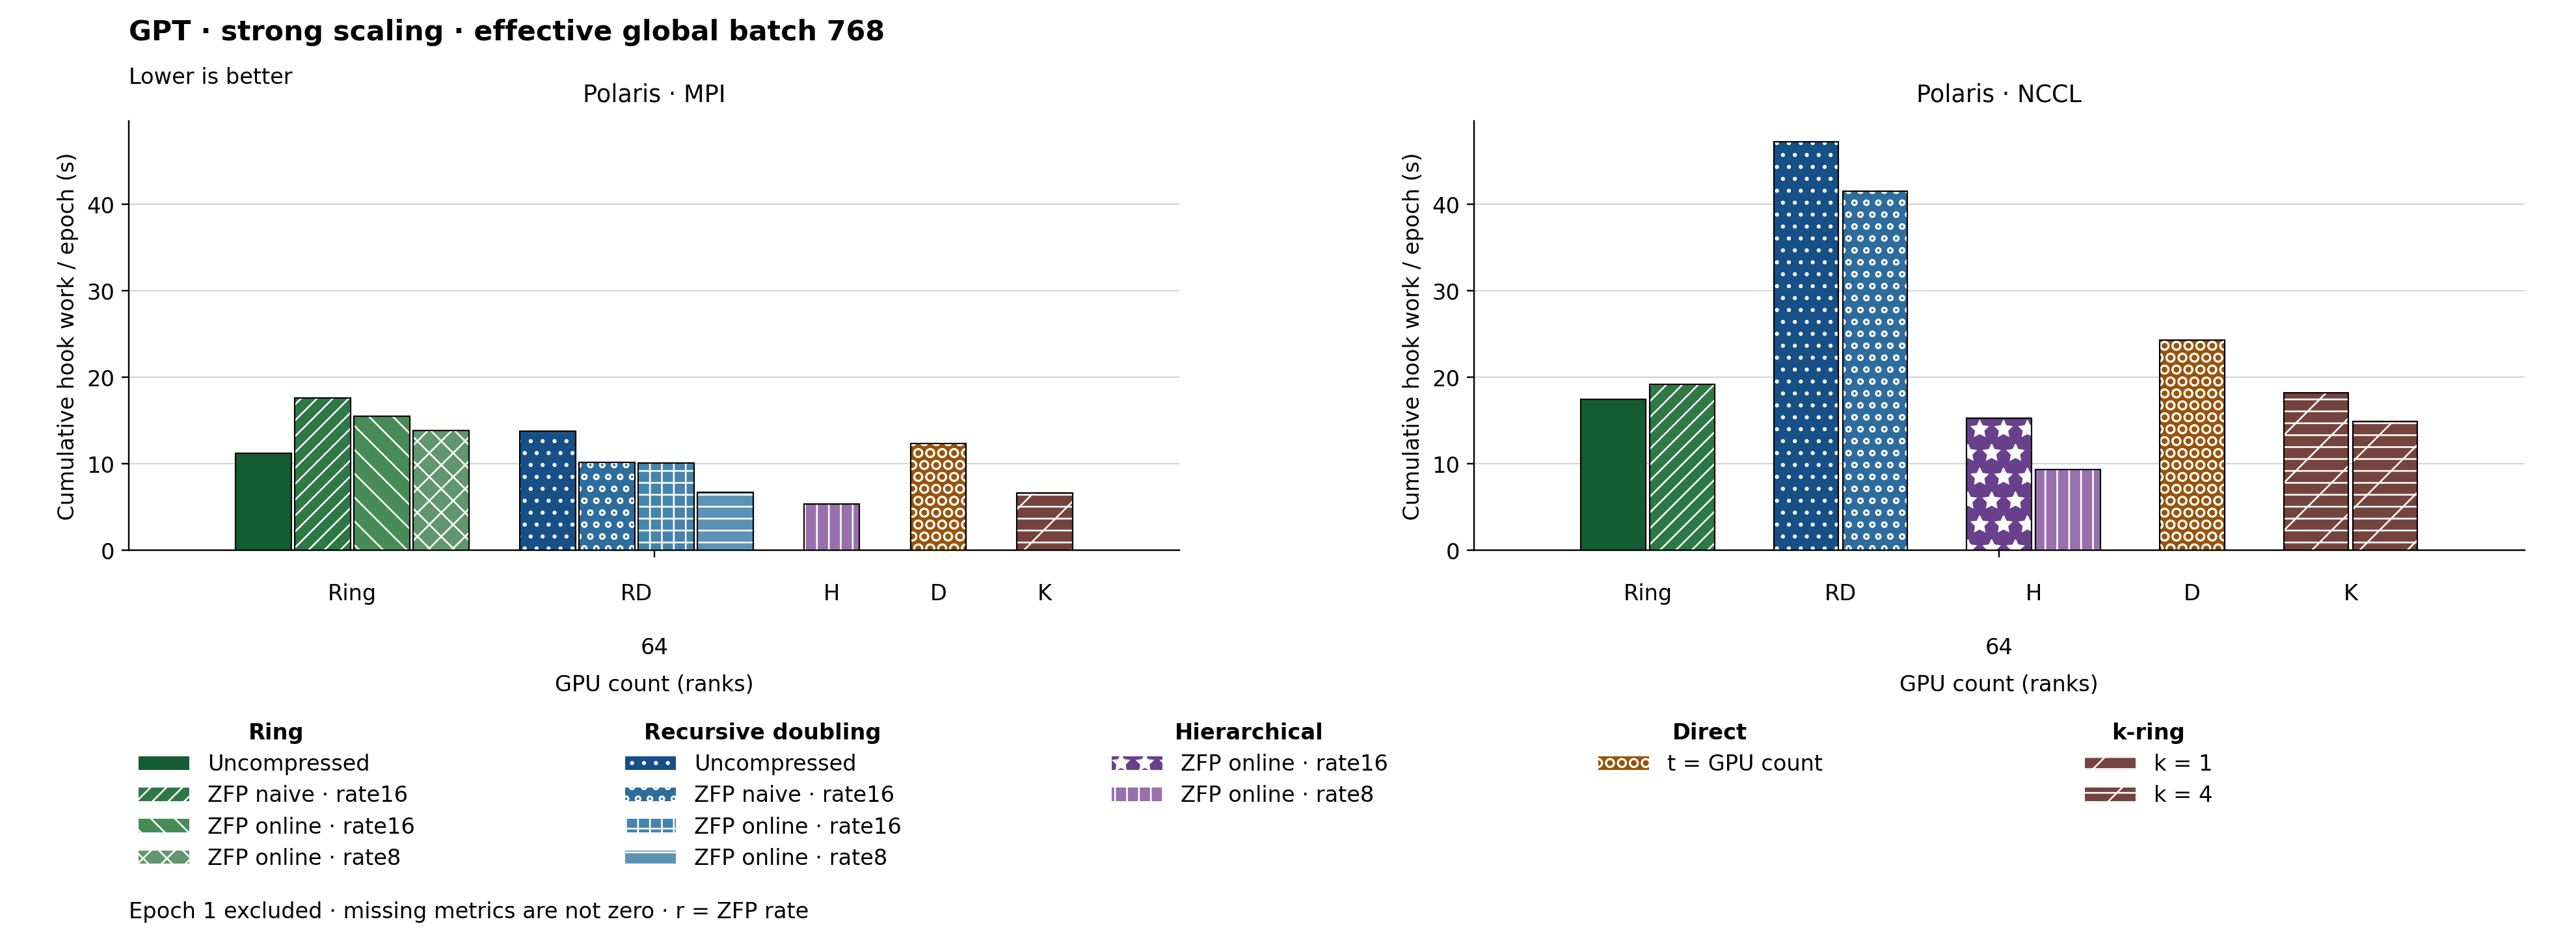 GPT · strong scaling · effective global batch 768
Lower is better
Polaris · MPI
Cumulative hook work / epoch (s)
40
30
20
10
0
Ring RD H D K
64
GPU count (ranks)
Polaris · NCCL
Cumulative hook work / epoch (s)
40
30
20
10
0
Ring RD H D K
64
GPU count (ranks)
Ring
Uncompressed
ZFP naive · rate16
ZFP online · rate16
ZFP online · rate8
Recursive doubling
Uncompressed
ZFP naive · rate16
ZFP online · rate16
ZFP online · rate8
Hierarchical
ZFP online · rate16
ZFP online · rate8
Direct
t = GPU count
k-ring
k = 1
k = 4
Epoch 1 excluded · missing metrics are not zero · r = ZFP rate